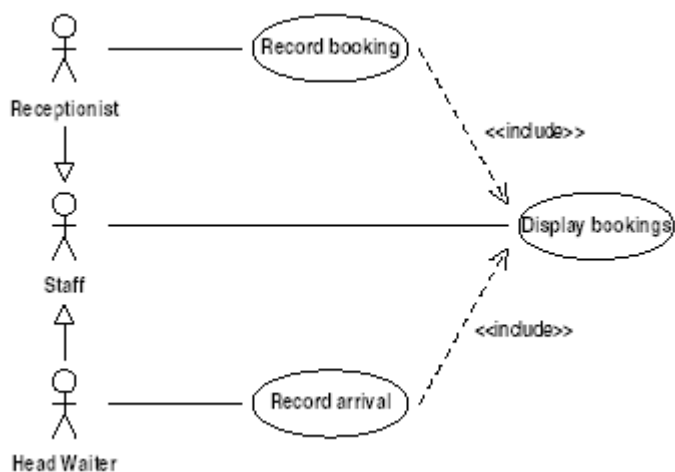 Record booking
Receptionist
<<include>>
Display bookings
Staff
<<include>>
Record arrival
Head Waiter